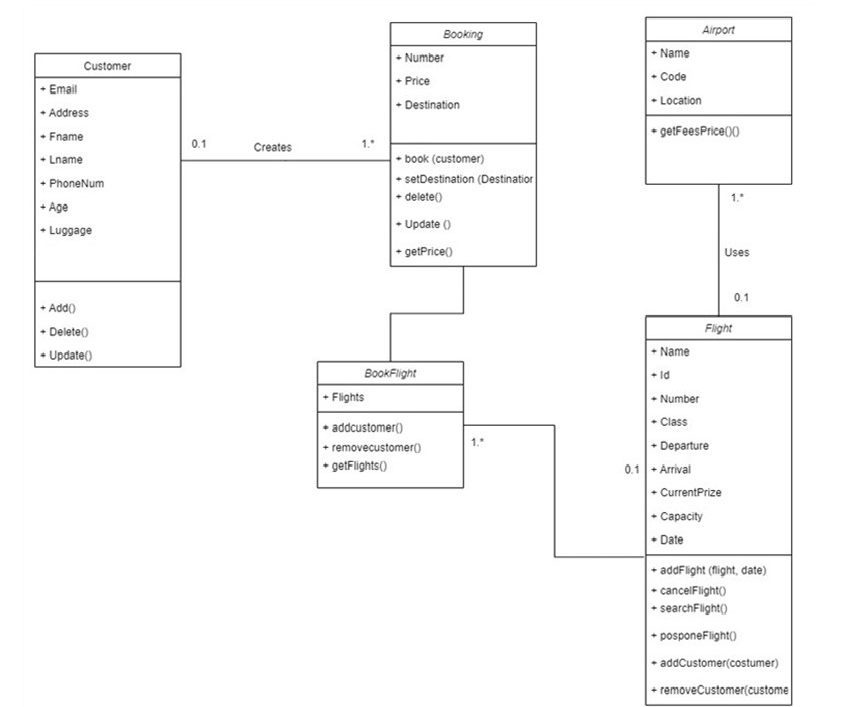 Customer
+ Email
+ Address
+ Fname
+ Lname
+ PhoneNum
+ Age
+ Luggage
+ Add()
+ Delete()
+ Update()
0.1
Creates
1.*
Booking
+ Number
+ Price
+ Destination
+ book (customer)
+ setDestination (Destination
+ delete()
+ Update ()
+ getPrice()
Airport
+ Name
+ Code
+ Location
+ getFeesPrice()()
1.*
Uses
0.1
BookFlight
+ Flights
+ addcustomer()
+ removecustomer()
+ getFlights()
1.*
0.1
Flight
+ Name
+ Id
+ Number
+ Class
+ Departure
+ Arrival
+ CurrentPrize
+ Capacity
+ Date
+ addFlight (flight, date)
+ cancelFlight()
+ searchFlight()
+ posponeFlight()
+ addCustomer(costumer)
+ removeCustomer(custome